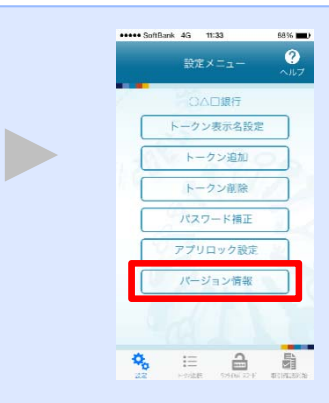 ●●●●● SoftBank 4G 11:33 68%
設定メニュー
ヘルプ
〇△□銀行
トークン表示名設定
トークン追加
トークン削除
パスワード補正
アプリロック設定
バージョン情報
設定